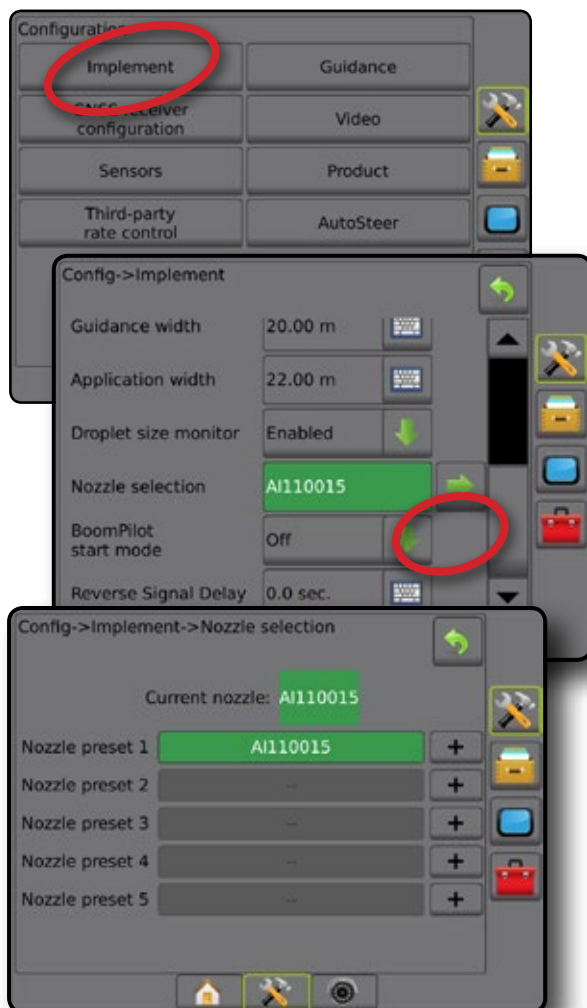 Configuration
Implement
Guidance
GNSS receiver
configuration
Video
Sensors
Product
Third-party
rate control
AutoSteer
Config->Implement
Guidance width 20.00 m
Application width 22.00 m
Droplet size monitor Enabled
Nozzle selection AI110015
BoomPilot
start mode Off
Reverse Signal Delay 0.0 sec.
Config->Implement->Nozzle selection
Current nozzle: AI110015
Nozzle preset 1 AI110015 +
Nozzle preset 2 -- +
Nozzle preset 3 -- +
Nozzle preset 4 -- +
Nozzle preset 5 -- +